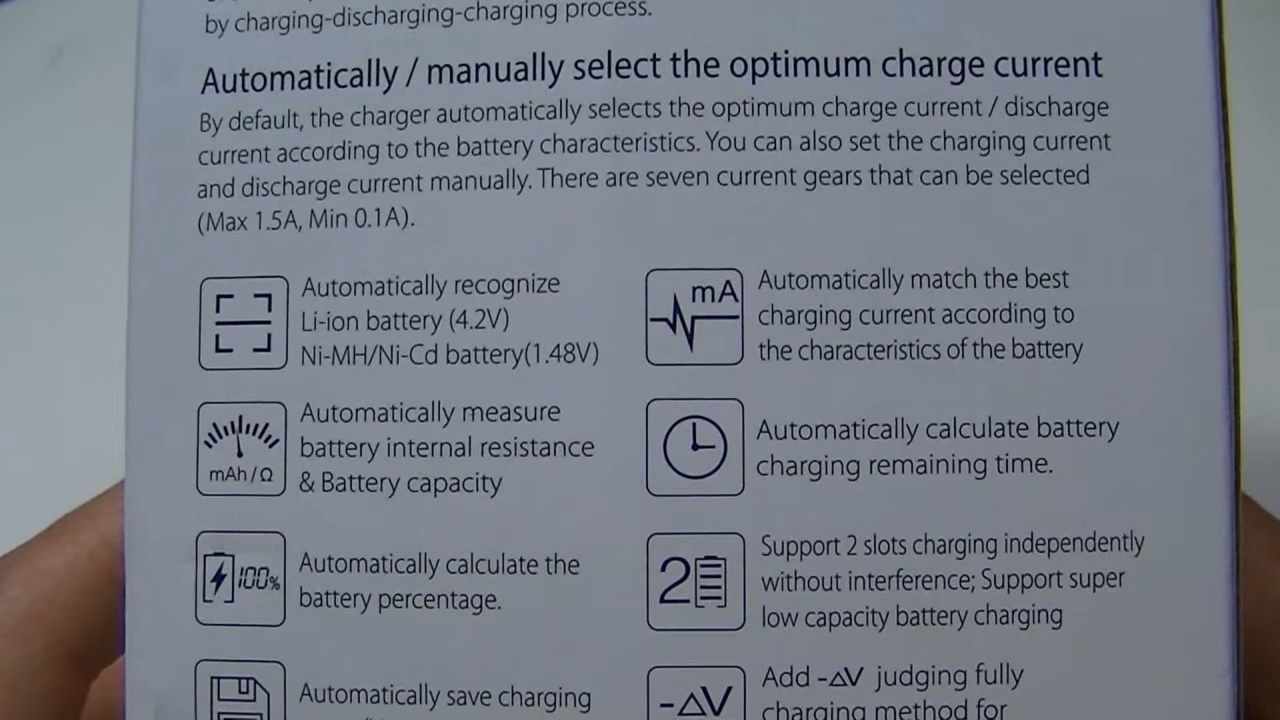 by charging-discharging-charging process.
Automatically / manually select the optimum charge current
By default, the charger automatically selects the optimum charge current / discharge
current according to the battery characteristics. You can also set the charging current
and discharge current manually. There are seven current gears that can be selected
(Max 1.5A, Min 0.1A).
Automatically recognize
Li-ion battery (4.2V)
Ni-MH/Ni-Cd battery(1.48V)
mA
Automatically match the best
charging current according to
the characteristics of the battery
mAh/Ω
Automatically measure
battery internal resistance
& Battery capacity
Automatically calculate battery
charging remaining time.
100%
Automatically calculate the
battery percentage.
2
Support 2 slots charging independently
without interference; Support super
low capacity battery charging
Automatically save charging
-△V
Add -△V judging fully
charging method for